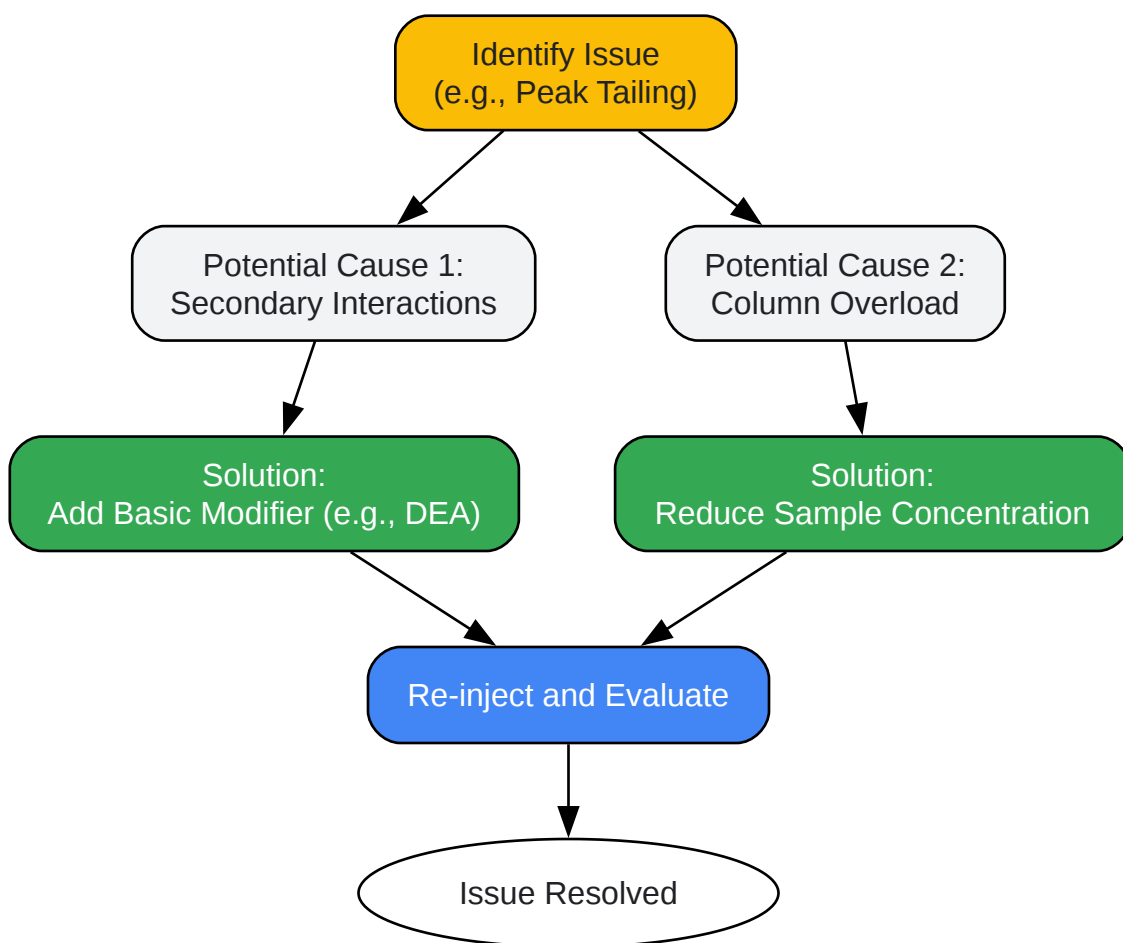 Identify Issue
(e.g., Peak Tailing)
Potential Cause 1:
Secondary Interactions
Potential Cause 2:
Column Overload
Solution:
Add Basic Modifier (e.g., DEA)
Solution:
Reduce Sample Concentration
Re-inject and Evaluate
Issue Resolved